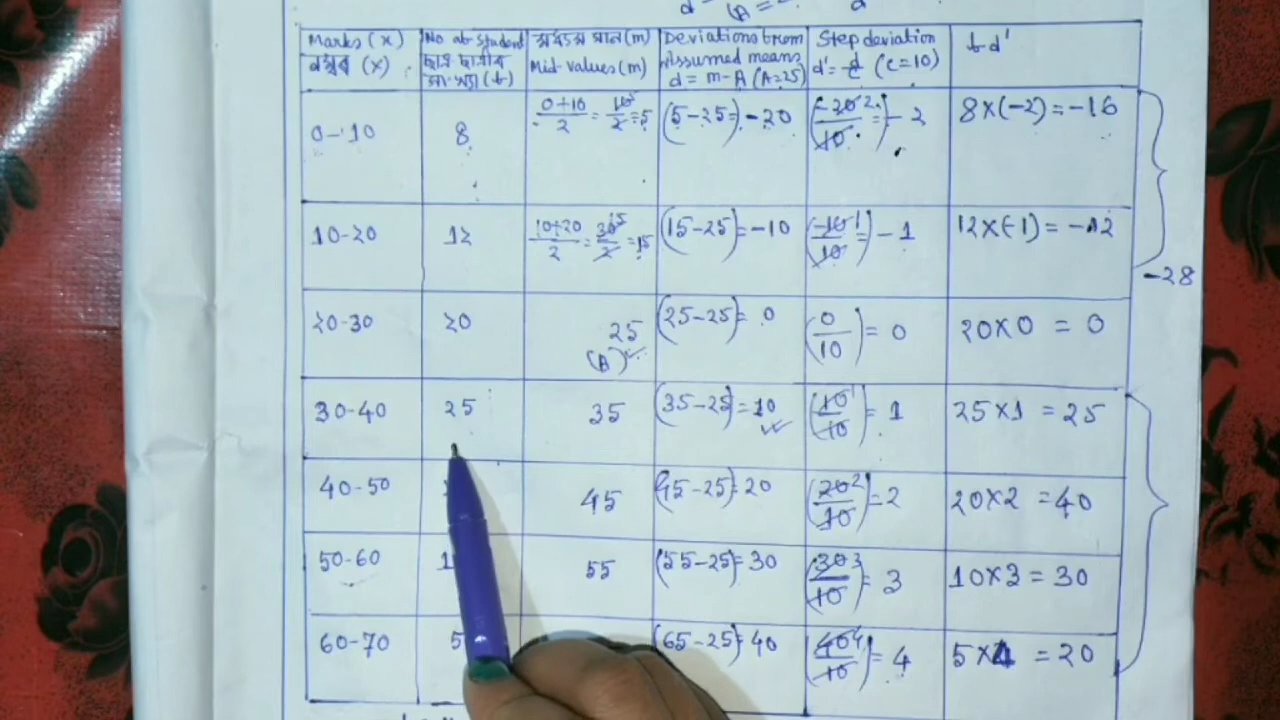 Marks (x) নম্বর (x)
No of Student ছাত্র ছাত্রীর সংখ্যা (f)
মধ্যম মান (m) Mid values (m)
Deviations from Assumed means d = m-A (A=25)
Step deviation d' = d/c (c=10)
f d'
0-10 8 0+10/2 = 10/2 = 5 (5-25) = -20 (-20/10) = -2 8×(-2) = -16
10-20 12 10+20/2 = 30/2 = 15 (15-25) = -10 (-10/10) = -1 12×(-1) = -12
-28
20-30 20 25 (A) (25-25) = 0 (0/10) = 0 20×0 = 0
30-40 25 35 (35-25) = 10 (10/10) = 1 25×1 = 25
40-50 45 (45-25) = 20 (20/10) = 2 20×2 = 40
50-60 55 (55-25) = 30 (30/10) = 3 10×3 = 30
60-70 5 (65-25) = 40 (40/10) = 4 5×4 = 20